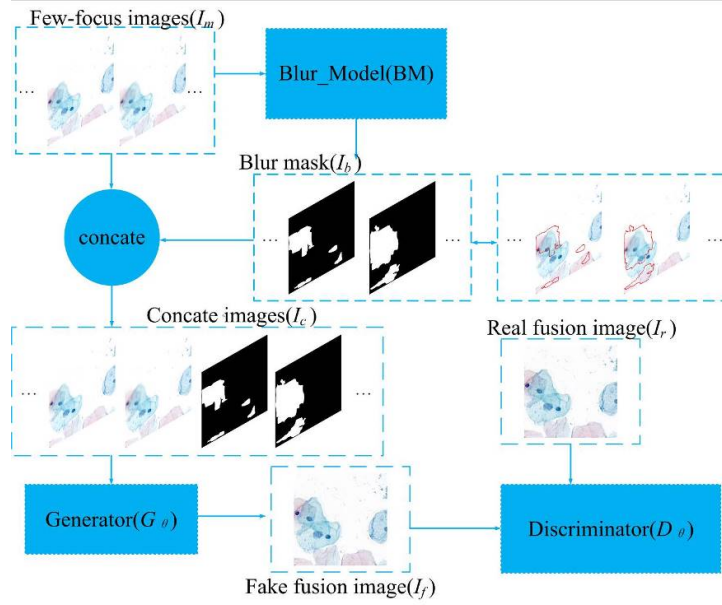 Few-focus images(I_m)
Blur_Model(BM)
... ...
Blur mask(I_b)
concate
... ...
... ...
Concate images(I_c)
Real fusion image(I_r)
... ...
Generator(G_θ)
Discriminator(D_θ)
Fake fusion image(I_f)